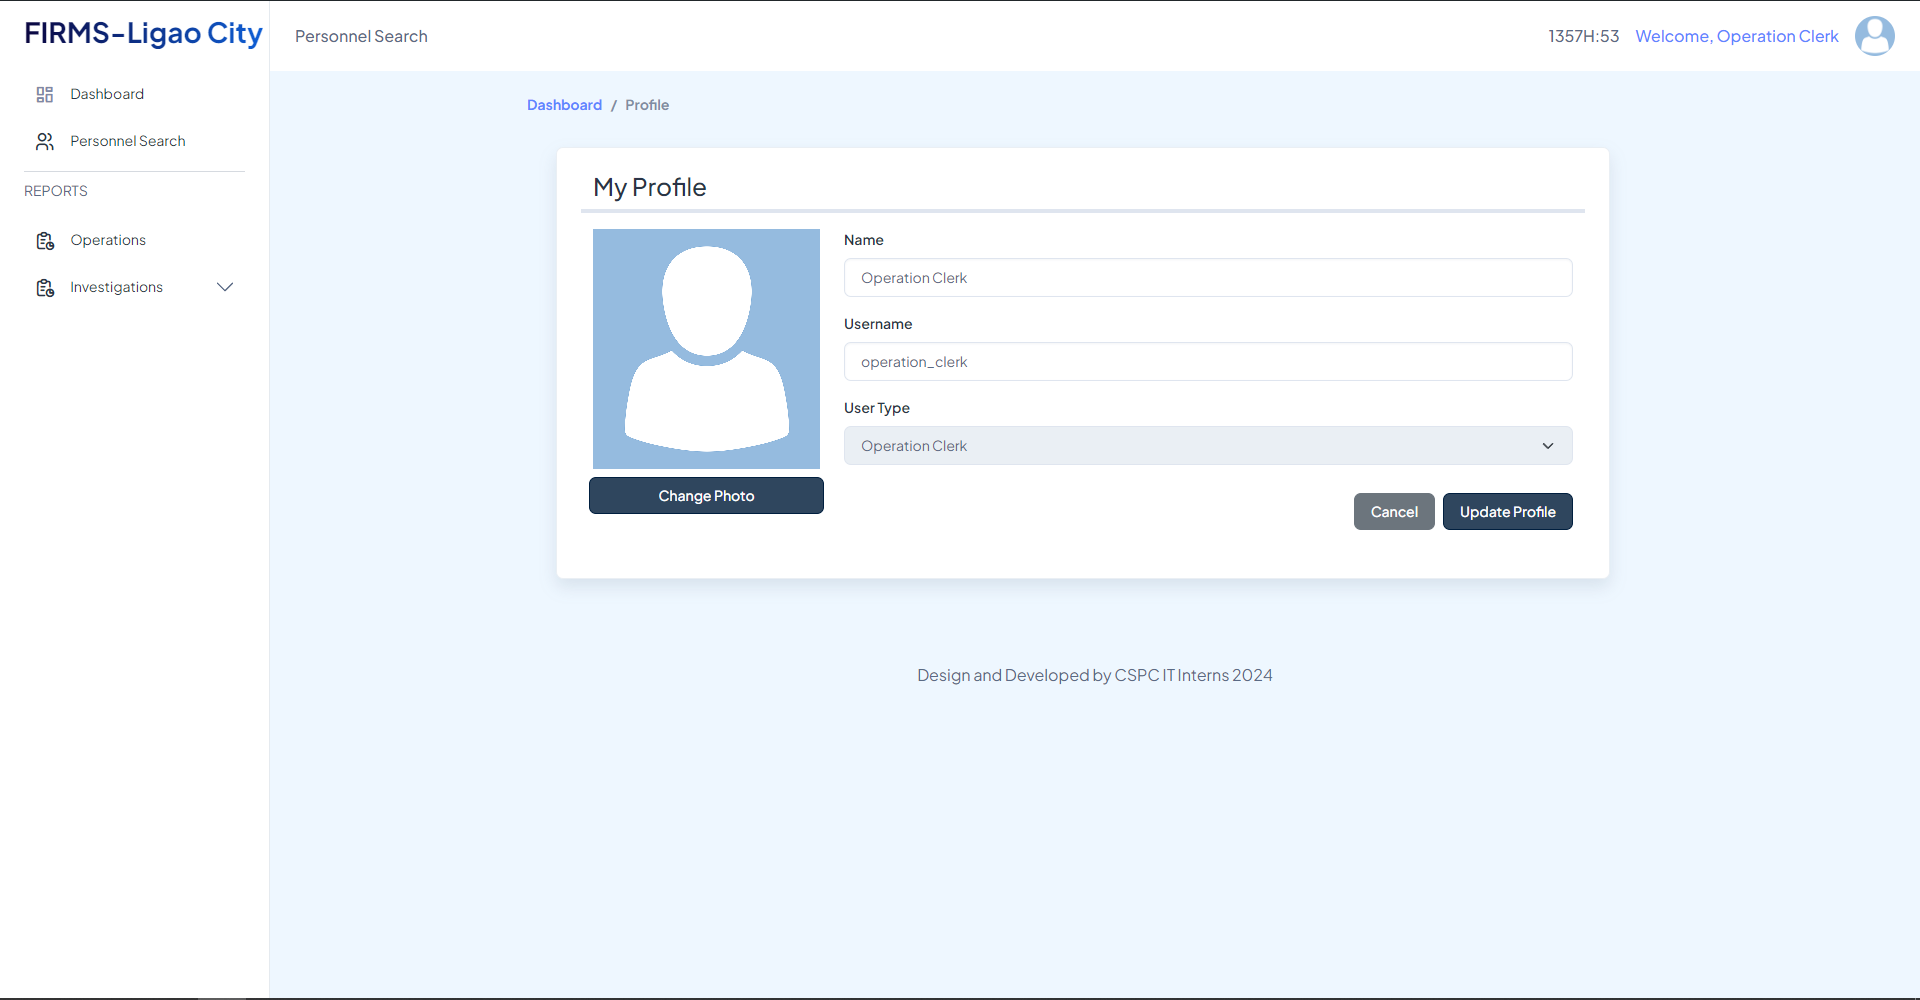 FIRMS-Ligao City
Personnel Search
1357H:53
Welcome, Operation Clerk
Dashboard
Personnel Search
REPORTS
Operations
Investigations
Dashboard / Profile
My Profile
Change Photo
Name
Operation Clerk
Username
operation_clerk
User Type
Operation Clerk
Cancel
Update Profile
Design and Developed by CSPC IT Interns 2024